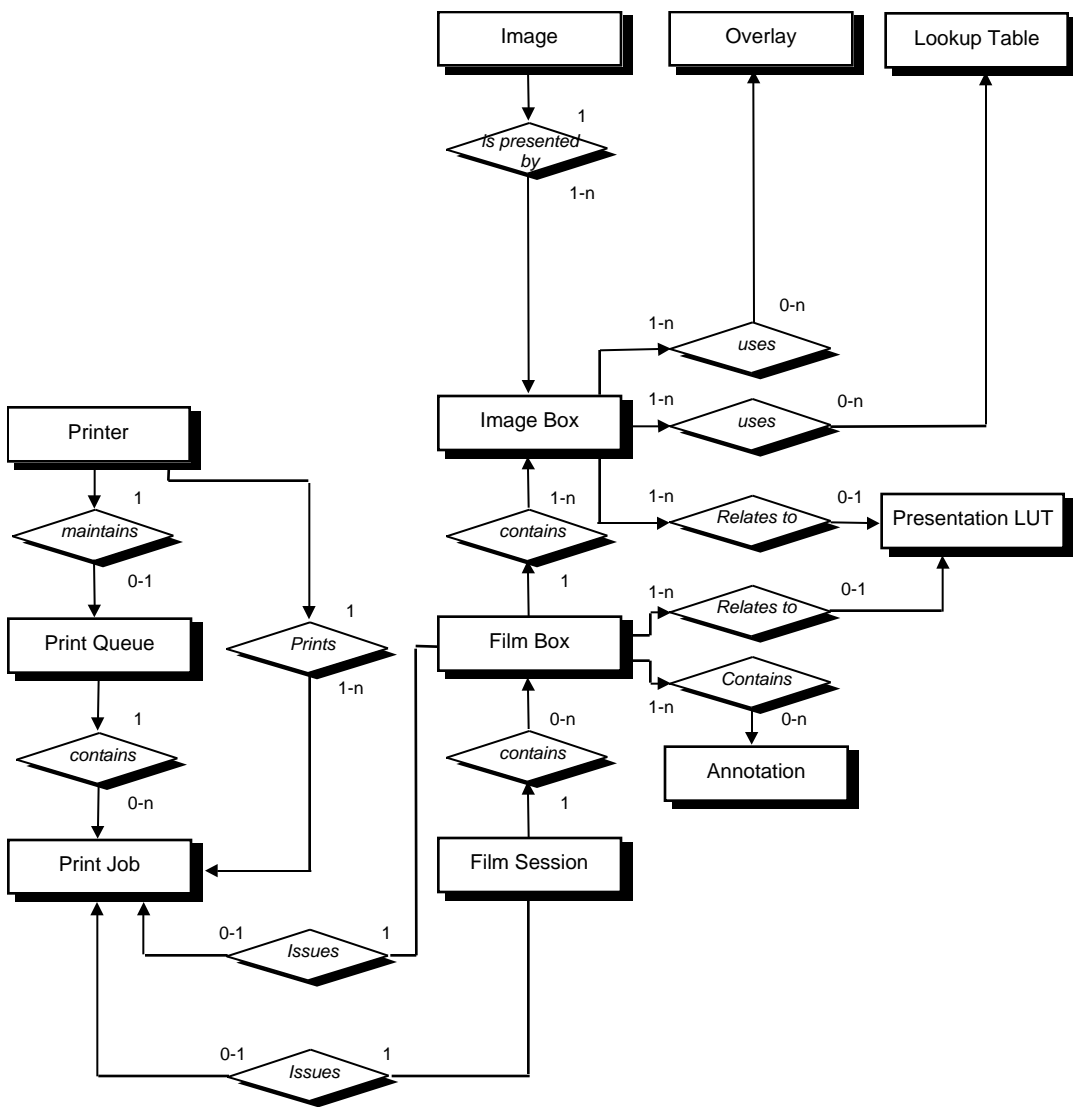 Image
Overlay
Lookup Table
1
is presented
by
1-n
0-n
1-n
uses
1-n
0-n
uses
Image Box
Printer
1-n
1-n
0-1
Relates to
Presentation LUT
contains
1
maintains
0-1
1
1-n
0-1
Relates to
1
Print Queue
Prints
Film Box
Contains
1-n
1-n
0-n
1
0-n
contains
contains
Annotation
0-n
1
Print Job
Film Session
0-1
1
Issues
0-1
1
Issues